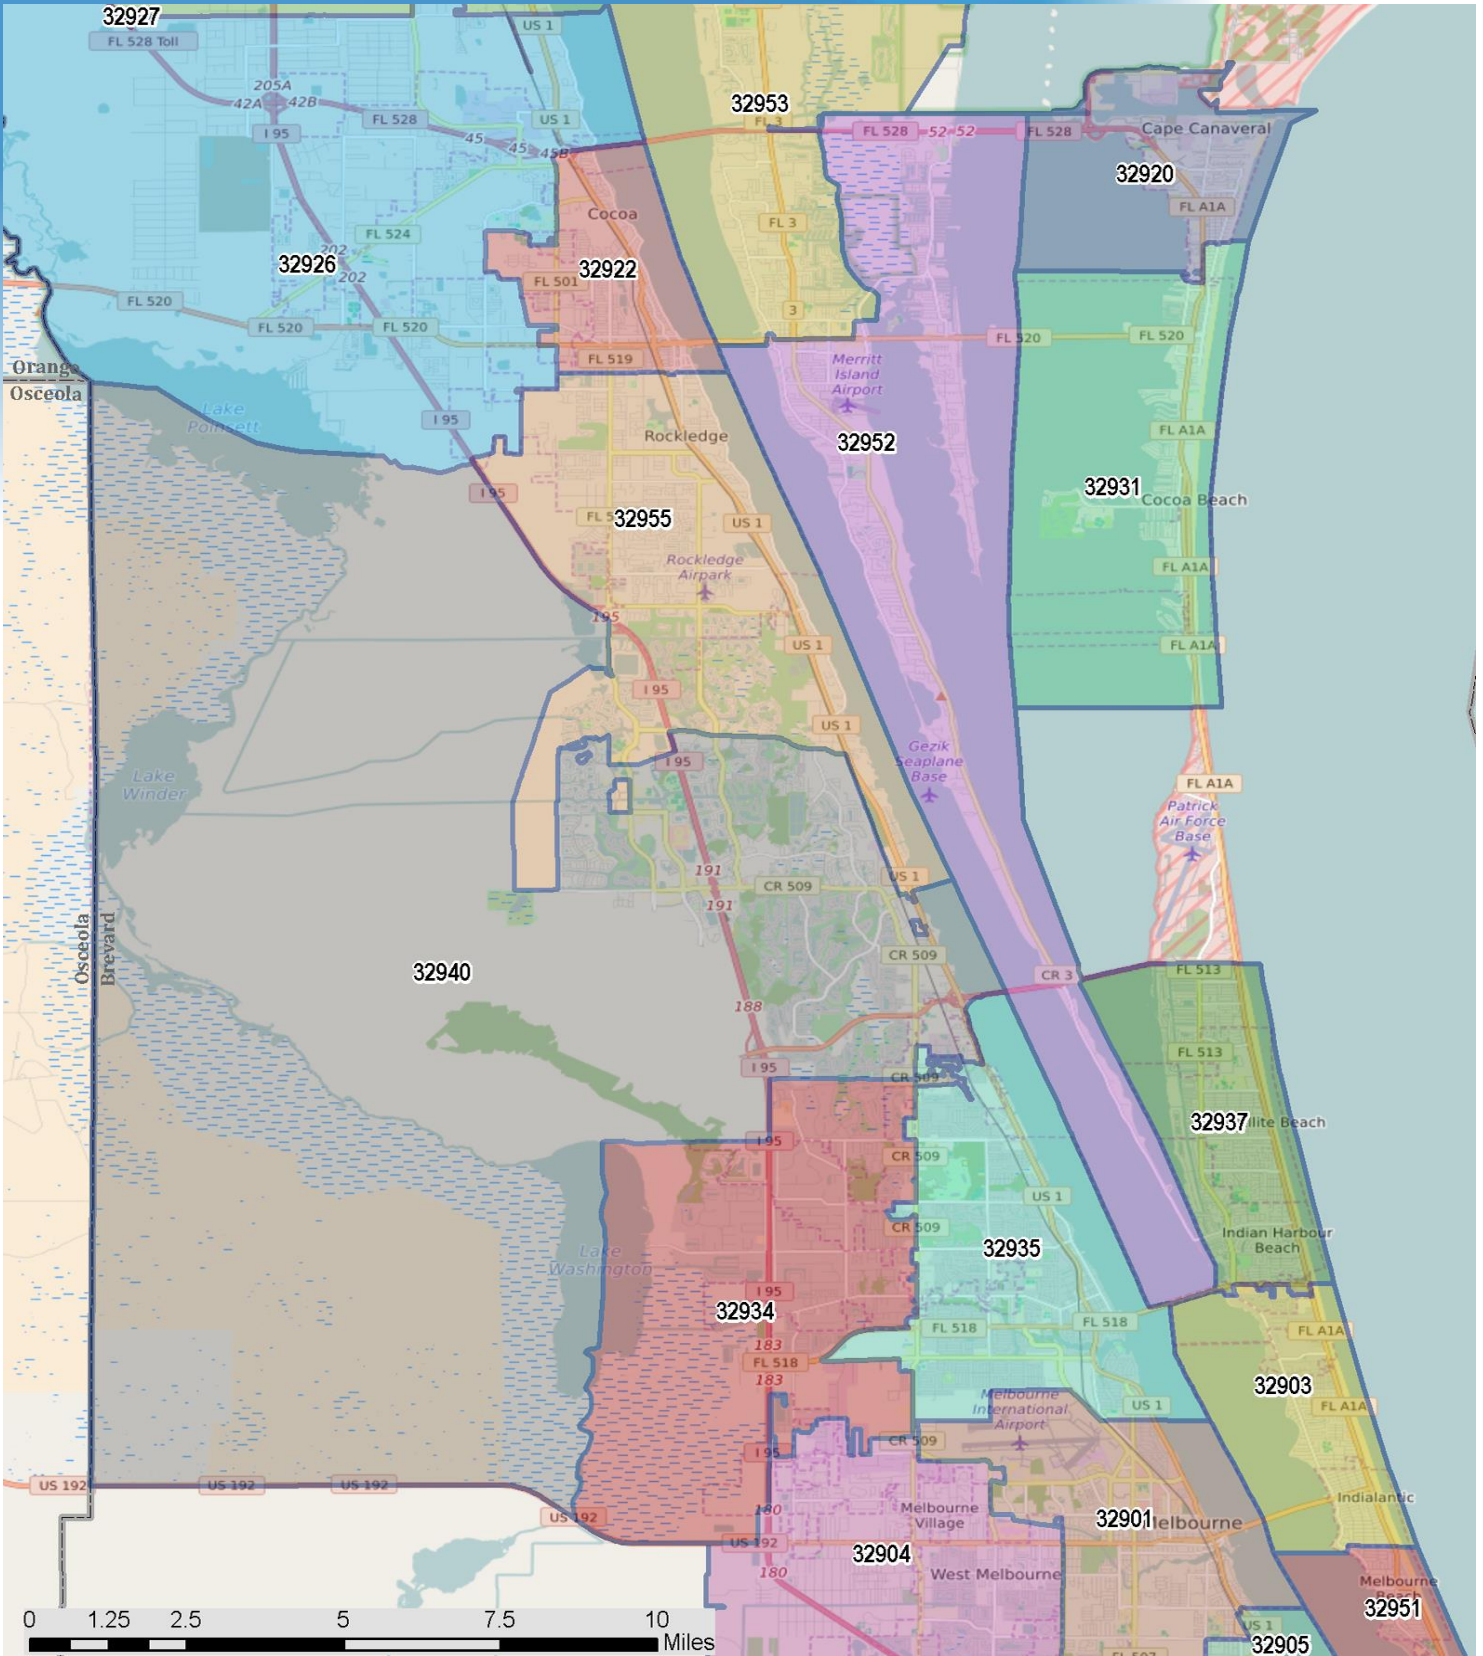 32927
FL 528 Toll
US 1
205A
42A
42B
I 95
FL 528
US 1
45
45
45B
32953
FL 3
FL 528
52
52
FL 528
Cape Canaveral
32920
FL A1A
Cocoa
FL 524
FL 3
32926
202
202
32922
FL 501
FL 520
FL 520
FL 520
3
FL 519
FL 520
FL 520
Orange
Osceola
Merritt
Island
Airport
Lake
Poinsett
I 95
Rockledge
32952
FL A1A
I 95
32931
Cocoa Beach
32955
US 1
Rockledge
Airpark
FL A1A
195
US 1
FL A1A
I 95
US 1
Gezik
Seaplane
Base
I 95
Lake
Winder
FL A1A
Patrick
Air Force
Base
191
CR 509
US 1
191
Osceola
Brevard
CR 509
32940
CR 3
FL 513
188
I 95
CR 509
FL 513
32937
llite Beach
I 95
CR 509
US 1
CR 509
Indian Harbour
Beach
32935
Lake
Washington
I 95
32934
FL 518
FL 518
FL A1A
183
FL 518
183
32903
Melbourne
International
Airport
US 1
FL A1A
CR 509
I 95
US 192
US 192
US 192
US 192
180
Melbourne
Village
Indialantic
32901
elbourne
US 192
32904
180
West Melbourne
Melbourne
Beach
32951
US 1
32905
0
1.25
2.5
5
7.5
10
Miles